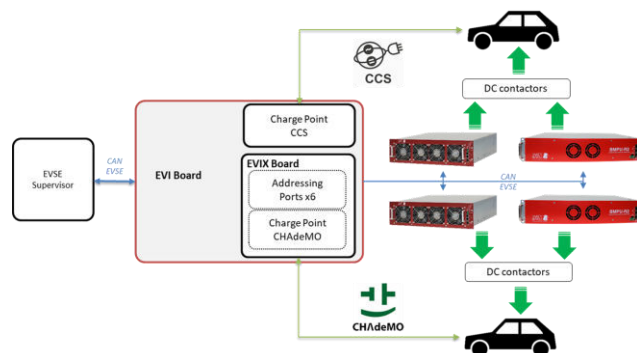 CCS
DC contactors
Charge Point
CCS
EVSE
Supervisor
CAN
EVSE
EVI Board
EVIX Board
Addressing
Ports x6
Charge Point
CHAdeMO
CAN
EVSE
DC contactors
CHΛdeMO